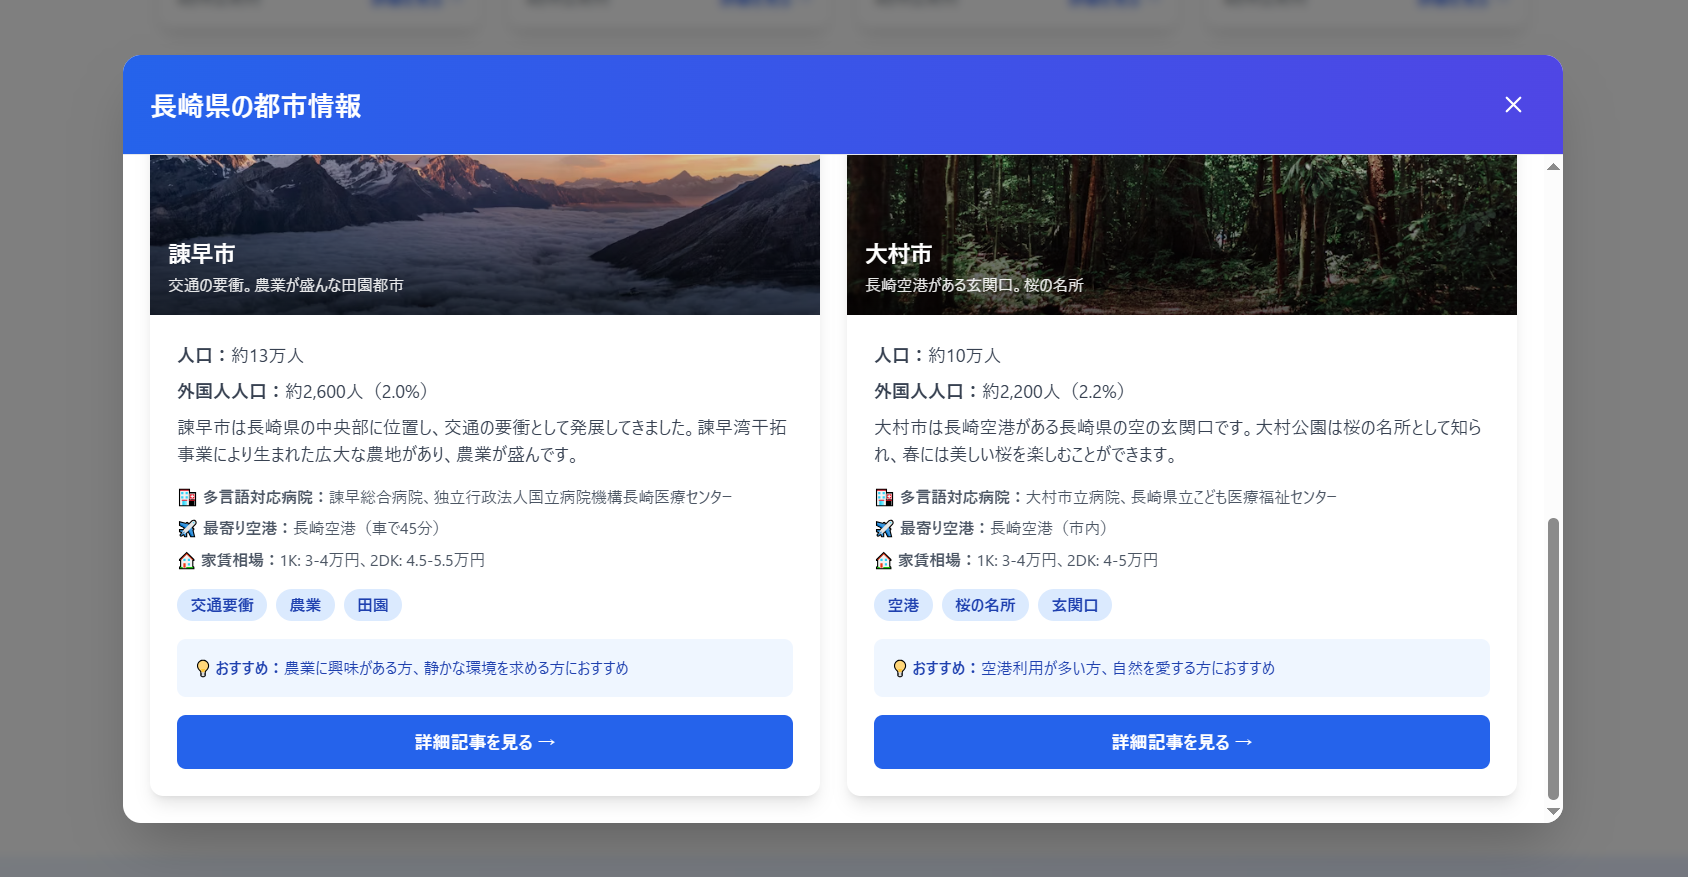 長崎県の都市情報
諫早市
交通の要衝。農業が盛んな田園都市
人口：約13万人
外国人人口：約2,600人（2.0%）
諫早市は長崎県の中央部に位置し、交通の要衝として発展してきました。諫早湾干拓
事業により生まれた広大な農地があり、農業が盛んです。
多言語対応病院：諫早総合病院、独立行政法人国立病院機構長崎医療センター
最寄り空港：長崎空港（車で45分）
家賃相場：1K: 3-4万円、2DK: 4.5-5.5万円
交通要衝 農業 田園
おすすめ：農業に興味がある方、静かな環境を求める方におすすめ
詳細記事を見る →
大村市
長崎空港がある玄関口。桜の名所
人口：約10万人
外国人人口：約2,200人（2.2%）
大村市は長崎空港がある長崎県の空の玄関口です。大村公園は桜の名所として知ら
れ、春には美しい桜を楽しむことができます。
多言語対応病院：大村市立病院、長崎県立こども医療福祉センター
最寄り空港：長崎空港（市内）
家賃相場：1K: 3-4万円、2DK: 4-5万円
空港 桜の名所 玄関口
おすすめ：空港利用が多い方、自然を愛する方におすすめ
詳細記事を見る →